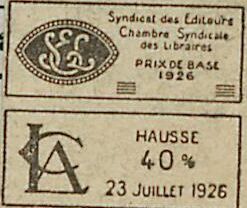 Syndicat des Editeurs
Chambre Syndicale
des Libraires
PRIX DE BASE
1926
HAUSSE
40 %
23 JUILLET 1926